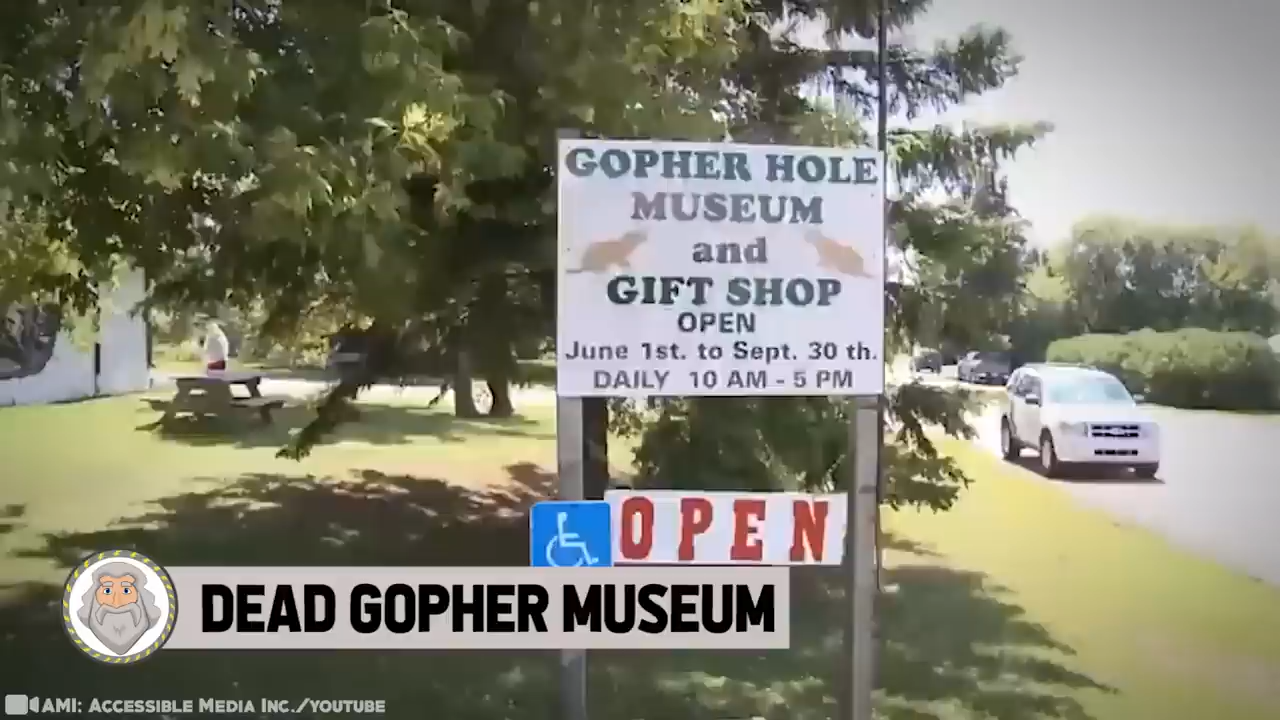 GOPHER HOLE
MUSEUM
and
GIFT SHOP
OPEN
June 1st. to Sept. 30 th.
DAILY 10 AM - 5 PM
OPEN
DEAD GOPHER MUSEUM
AMI: ACCESSIBLE MEDIA INC./YOUTUBE